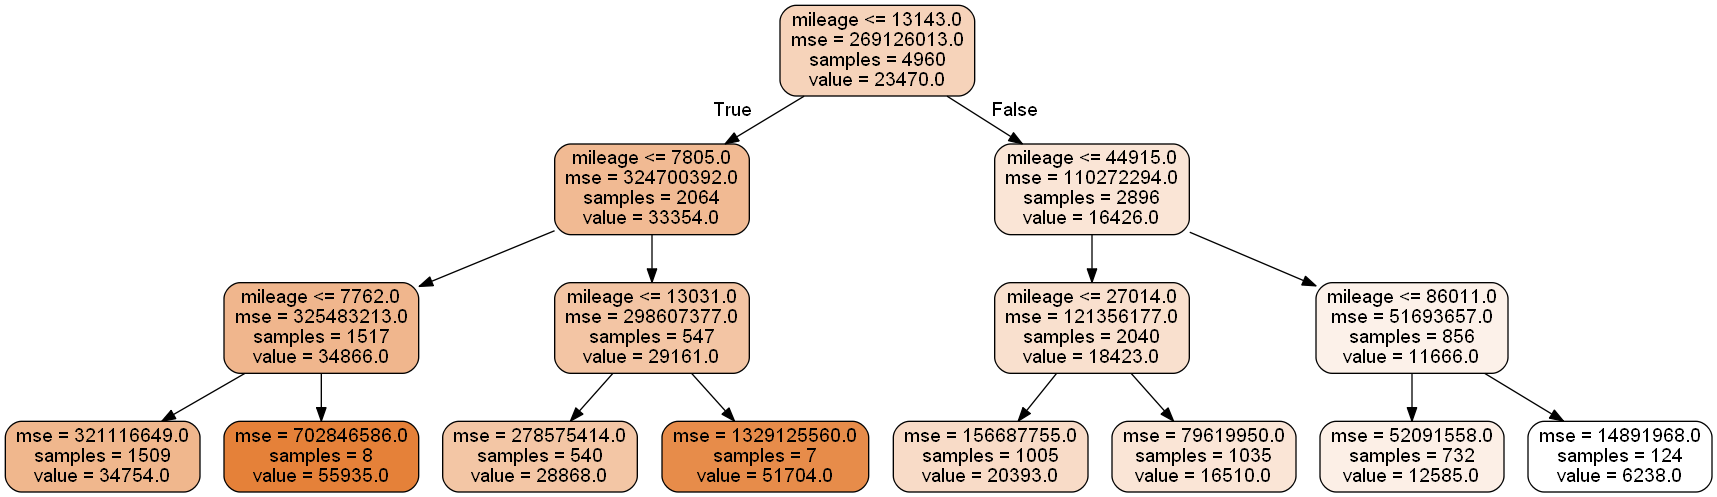 mileage <= 13143.0
mse = 269126013.0
samples = 4960
value = 23470.0
True
False
mileage <= 7805.0
mse = 324700392.0
samples = 2064
value = 33354.0
mileage <= 44915.0
mse = 110272294.0
samples = 2896
value = 16426.0
mileage <= 7762.0
mse = 325483213.0
samples = 1517
value = 34866.0
mileage <= 13031.0
mse = 298607377.0
samples = 547
value = 29161.0
mileage <= 27014.0
mse = 121356177.0
samples = 2040
value = 18423.0
mileage <= 86011.0
mse = 51693657.0
samples = 856
value = 11666.0
mse = 321116649.0
samples = 1509
value = 34754.0
mse = 702846586.0
samples = 8
value = 55935.0
mse = 278575414.0
samples = 540
value = 28868.0
mse = 1329125560.0
samples = 7
value = 51704.0
mse = 156687755.0
samples = 1005
value = 20393.0
mse = 79619950.0
samples = 1035
value = 16510.0
mse = 52091558.0
samples = 732
value = 12585.0
mse = 14891968.0
samples = 124
value = 6238.0